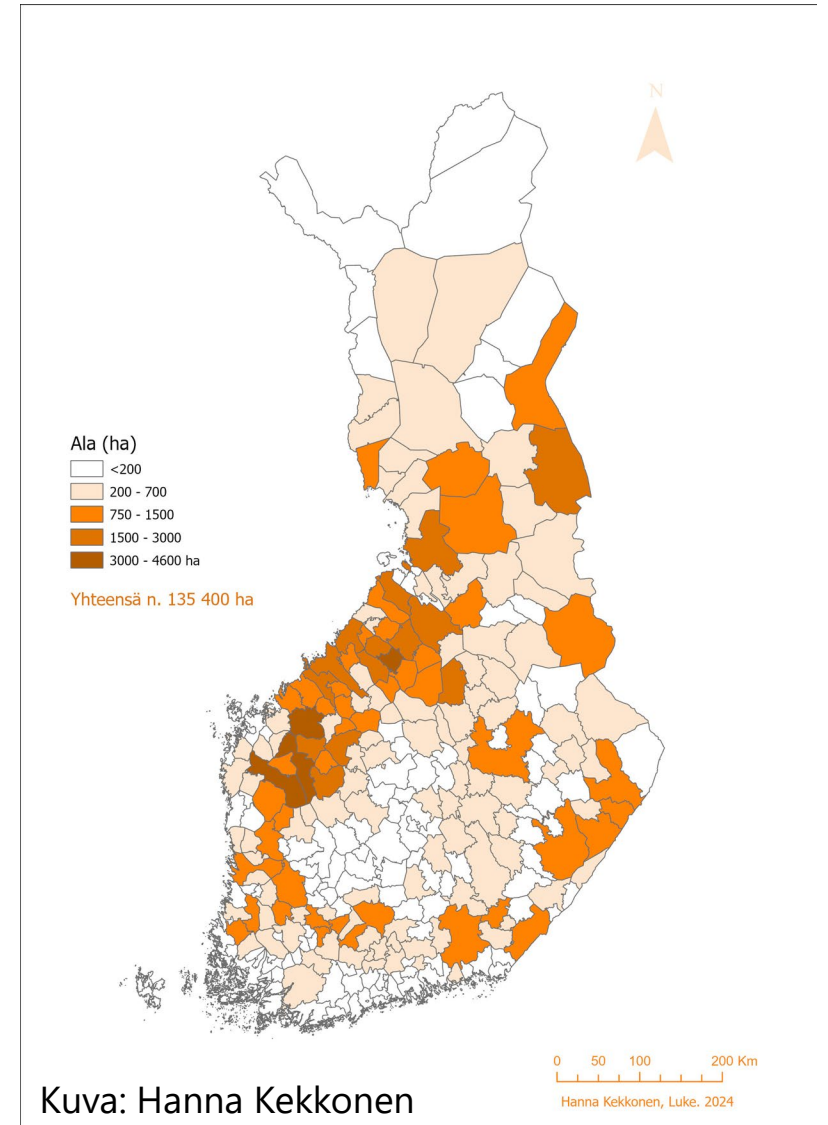 N
Ala (ha)
<200
200 - 700
750 - 1500
1500 - 3000
3000 - 4600 ha
Yhteensä n. 135 400 ha
0 50 100 200 Km
Hanna Kekkonen, Luke. 2024
Kuva: Hanna Kekkonen